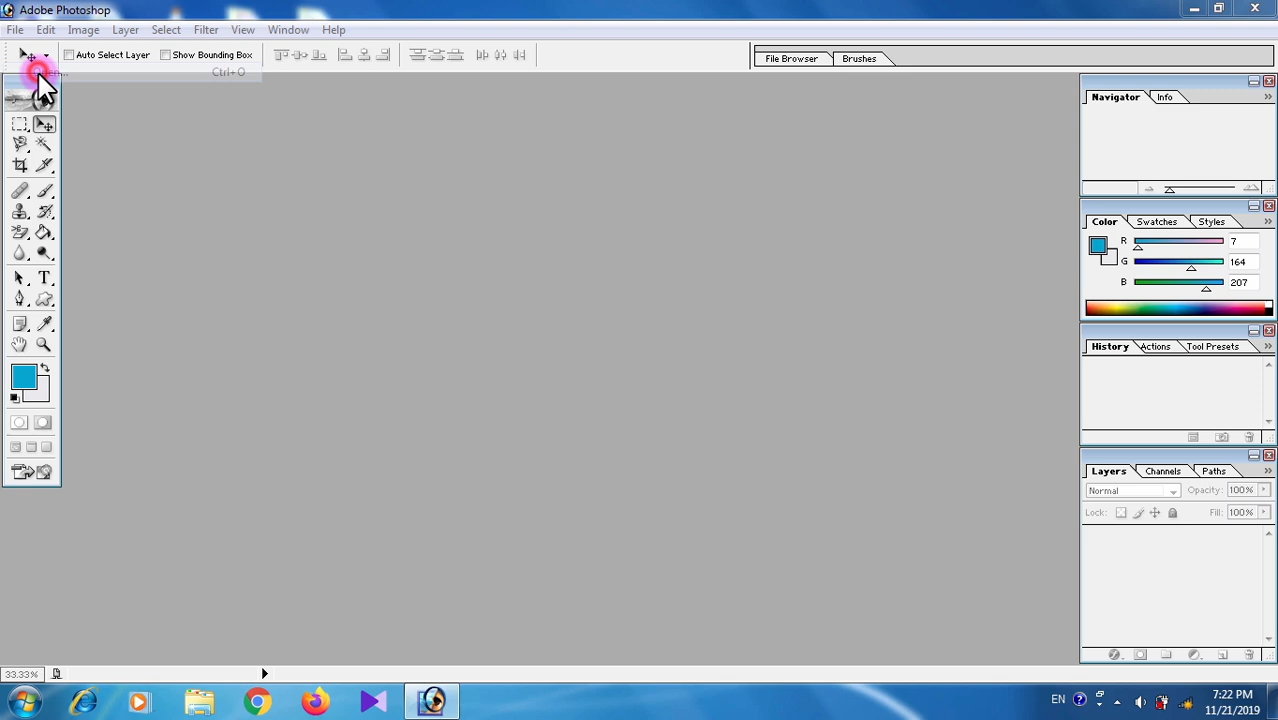 Adobe Photoshop
File Edit Image Layer Select Filter View Window Help
Auto Select Layer Show Bounding Box File Browser Brushes
Ctrl+O
Navigator Info
Color Swatches Styles
R 7
G 164
B 207
T
History Actions Tool Presets
Layers Channels Paths
Normal Opacity: 100%
Lock: Fill: 100%
33.33%
EN
7:22 PM
11/21/2019